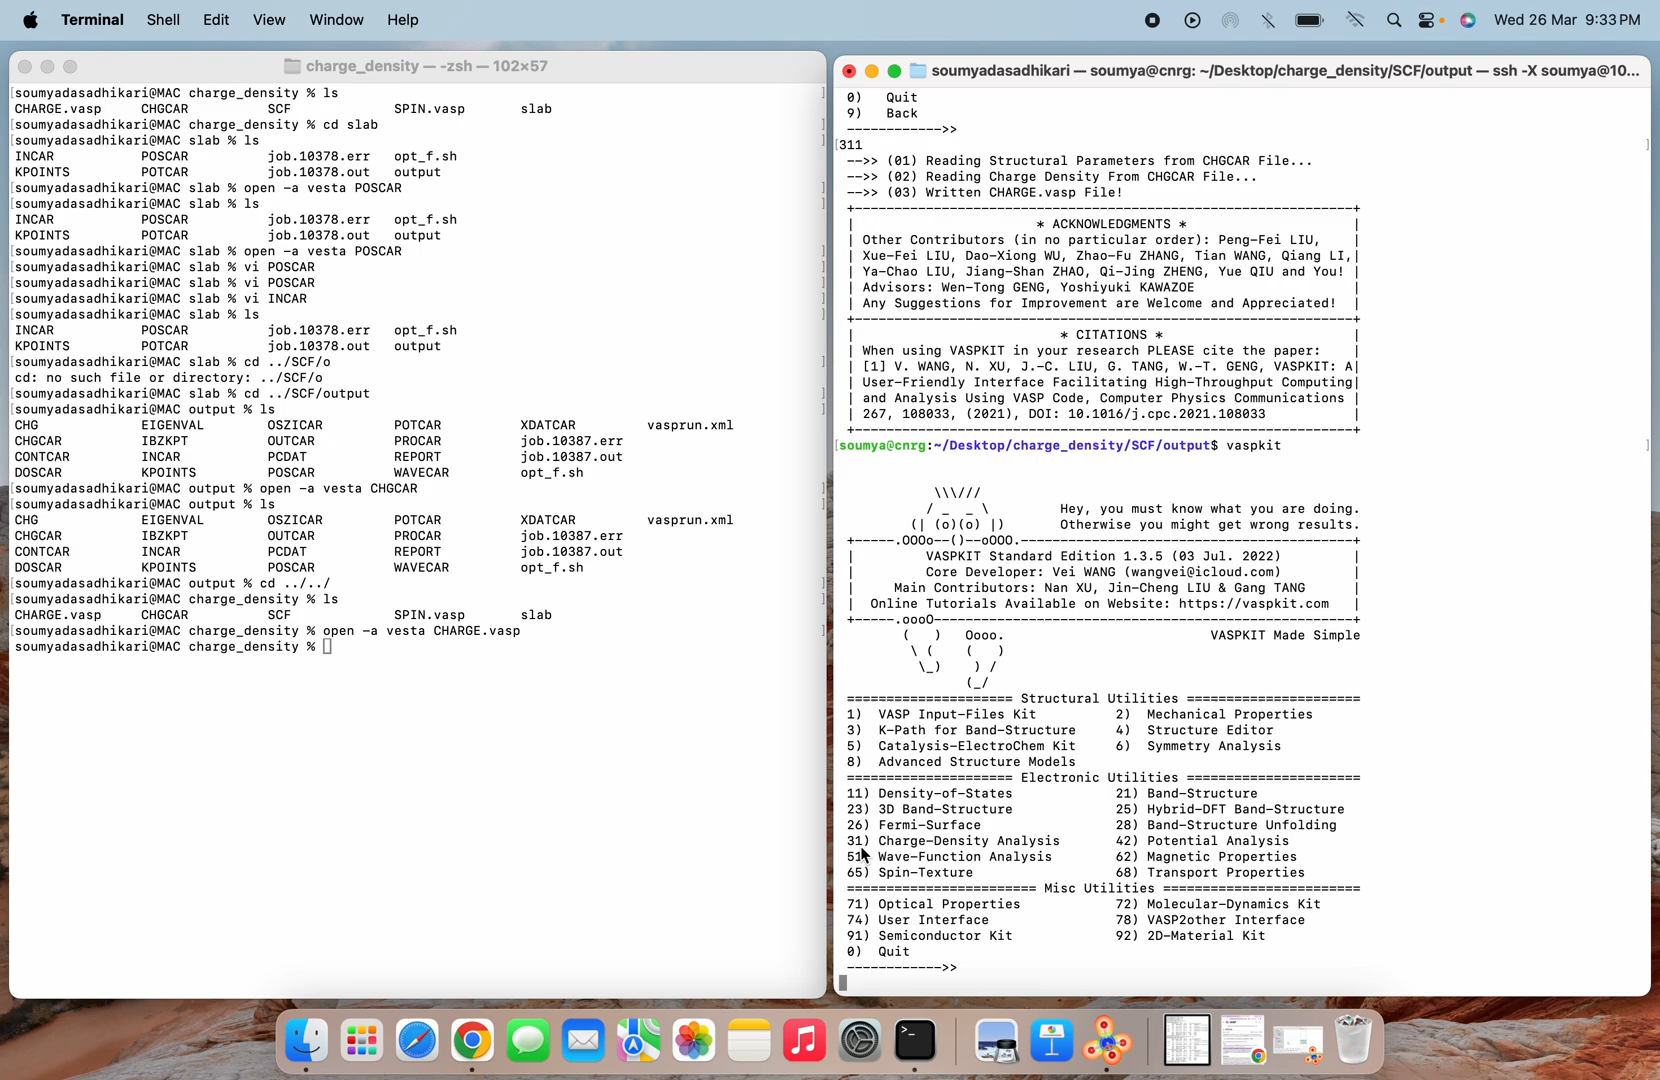 Terminal Shell Edit View Window Help Wed 26 Mar 9:33 PM
charge_density — -zsh — 102×57
[soumyadasadhikari@MAC charge_density % ls ]
CHARGE.vasp CHGCAR SCF SPIN.vasp slab
[soumyadasadhikari@MAC charge_density % cd slab ]
[soumyadasadhikari@MAC slab % ls ]
INCAR POSCAR job.10378.err opt_f.sh
KPOINTS POTCAR job.10378.out output
[soumyadasadhikari@MAC slab % open -a vesta POSCAR ]
[soumyadasadhikari@MAC slab % ls ]
INCAR POSCAR job.10378.err opt_f.sh
KPOINTS POTCAR job.10378.out output
[soumyadasadhikari@MAC slab % open -a vesta POSCAR ]
[soumyadasadhikari@MAC slab % vi POSCAR ]
[soumyadasadhikari@MAC slab % vi POSCAR ]
[soumyadasadhikari@MAC slab % vi INCAR ]
[soumyadasadhikari@MAC slab % ls ]
INCAR POSCAR job.10378.err opt_f.sh
KPOINTS POTCAR job.10378.out output
[soumyadasadhikari@MAC slab % cd ../SCF/o ]
cd: no such file or directory: ../SCF/o
[soumyadasadhikari@MAC slab % cd ../SCF/output ]
[soumyadasadhikari@MAC output % ls ]
CHG EIGENVAL OSZICAR POTCAR XDATCAR vasprun.xml
CHGCAR IBZKPT OUTCAR PROCAR job.10387.err
CONTCAR INCAR PCDAT REPORT job.10387.out
DOSCAR KPOINTS POSCAR WAVECAR opt_f.sh
[soumyadasadhikari@MAC output % open -a vesta CHGCAR ]
[soumyadasadhikari@MAC output % ls ]
CHG EIGENVAL OSZICAR POTCAR XDATCAR vasprun.xml
CHGCAR IBZKPT OUTCAR PROCAR job.10387.err
CONTCAR INCAR PCDAT REPORT job.10387.out
DOSCAR KPOINTS POSCAR WAVECAR opt_f.sh
[soumyadasadhikari@MAC output % cd ../../ ]
[soumyadasadhikari@MAC charge_density % ls ]
CHARGE.vasp CHGCAR SCF SPIN.vasp slab
[soumyadasadhikari@MAC charge_density % open -a vesta CHARGE.vasp ]
soumyadasadhikari@MAC charge_density %
soumyadasadhikari — soumya@cnrg: ~/Desktop/charge_density/SCF/output — ssh -X soumya@10...
0) Quit
9) Back
------------>>
[311 ]
-->> (01) Reading Structural Parameters from CHGCAR File...
-->> (02) Reading Charge Density From CHGCAR File...
-->> (03) Written CHARGE.vasp File!
+---------------------------------------------------------------+
| * ACKNOWLEDGMENTS * |
| Other Contributors (in no particular order): Peng-Fei LIU, |
| Xue-Fei LIU, Dao-Xiong WU, Zhao-Fu ZHANG, Tian WANG, Qiang LI,|
| Ya-Chao LIU, Jiang-Shan ZHAO, Qi-Jing ZHENG, Yue QIU and You! |
| Advisors: Wen-Tong GENG, Yoshiyuki KAWAZOE |
| Any Suggestions for Improvement are Welcome and Appreciated! |
+---------------------------------------------------------------+
| * CITATIONS * |
| When using VASPKIT in your research PLEASE cite the paper: |
| [1] V. WANG, N. XU, J.-C. LIU, G. TANG, W.-T. GENG, VASPKIT: A|
| User-Friendly Interface Facilitating High-Throughput Computing|
| and Analysis Using VASP Code, Computer Physics Communications |
| 267, 108033, (2021), DOI: 10.1016/j.cpc.2021.108033 |
+---------------------------------------------------------------+
[soumya@cnrg:~/Desktop/charge_density/SCF/output$ vaspkit ]
\\\///
/ _ _ \ Hey, you must know what you are doing.
(| (o)(o) |) Otherwise you might get wrong results.
+-----.OOOo--()--oOOO.------------------------------------------+
| VASPKIT Standard Edition 1.3.5 (03 Jul. 2022) |
| Core Developer: Vei WANG (wangvei@icloud.com) |
| Main Contributors: Nan XU, Jin-Cheng LIU & Gang TANG |
| Online Tutorials Available on Website: https://vaspkit.com |
+-----.oooO-----------------------------------------------------+
( ) Oooo. VASPKIT Made Simple
\ ( ( )
\_) ) /
(_/
===================== Structural Utilities ======================
1) VASP Input-Files Kit 2) Mechanical Properties
3) K-Path for Band-Structure 4) Structure Editor
5) Catalysis-ElectroChem Kit 6) Symmetry Analysis
8) Advanced Structure Models
===================== Electronic Utilities ======================
11) Density-of-States 21) Band-Structure
23) 3D Band-Structure 25) Hybrid-DFT Band-Structure
26) Fermi-Surface 28) Band-Structure Unfolding
31) Charge-Density Analysis 42) Potential Analysis
51) Wave-Function Analysis 62) Magnetic Properties
65) Spin-Texture 68) Transport Properties
======================== Misc Utilities =========================
71) Optical Properties 72) Molecular-Dynamics Kit
74) User Interface 78) VASP2other Interface
91) Semiconductor Kit 92) 2D-Material Kit
0) Quit
------------>>